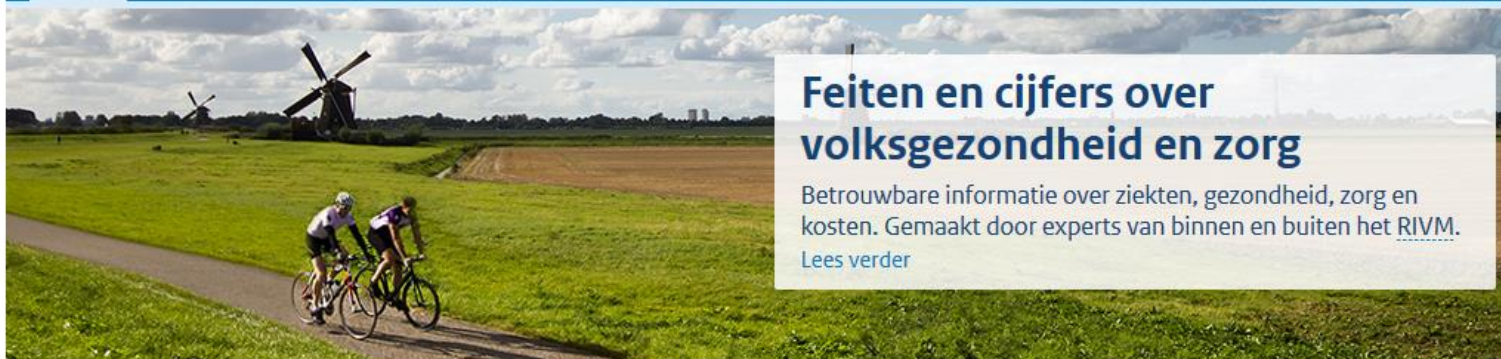 Feiten en cijfers over
volksgezondheid en zorg
Betrouwbare informatie over ziekten, gezondheid, zorg en
kosten. Gemaakt door experts van binnen en buiten het RIVM.
Lees verder